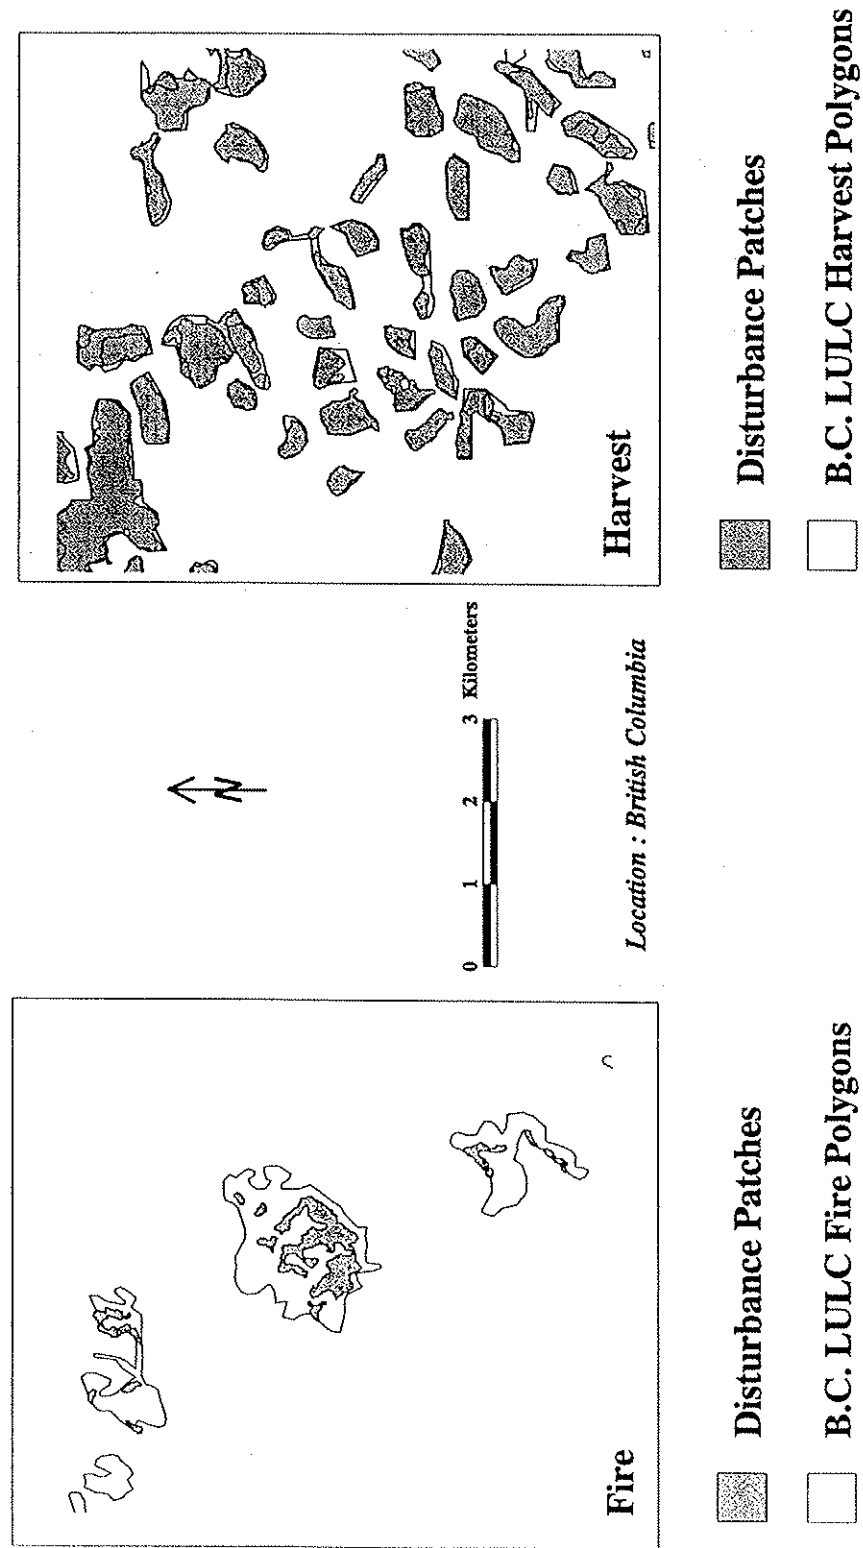 Fire
Disturbance Patches
B.C. LULC Fire Polygons
N
0 1 2 3 Kilometers
Location : British Columbia
Harvest
Disturbance Patches
B.C. LULC Harvest Polygons